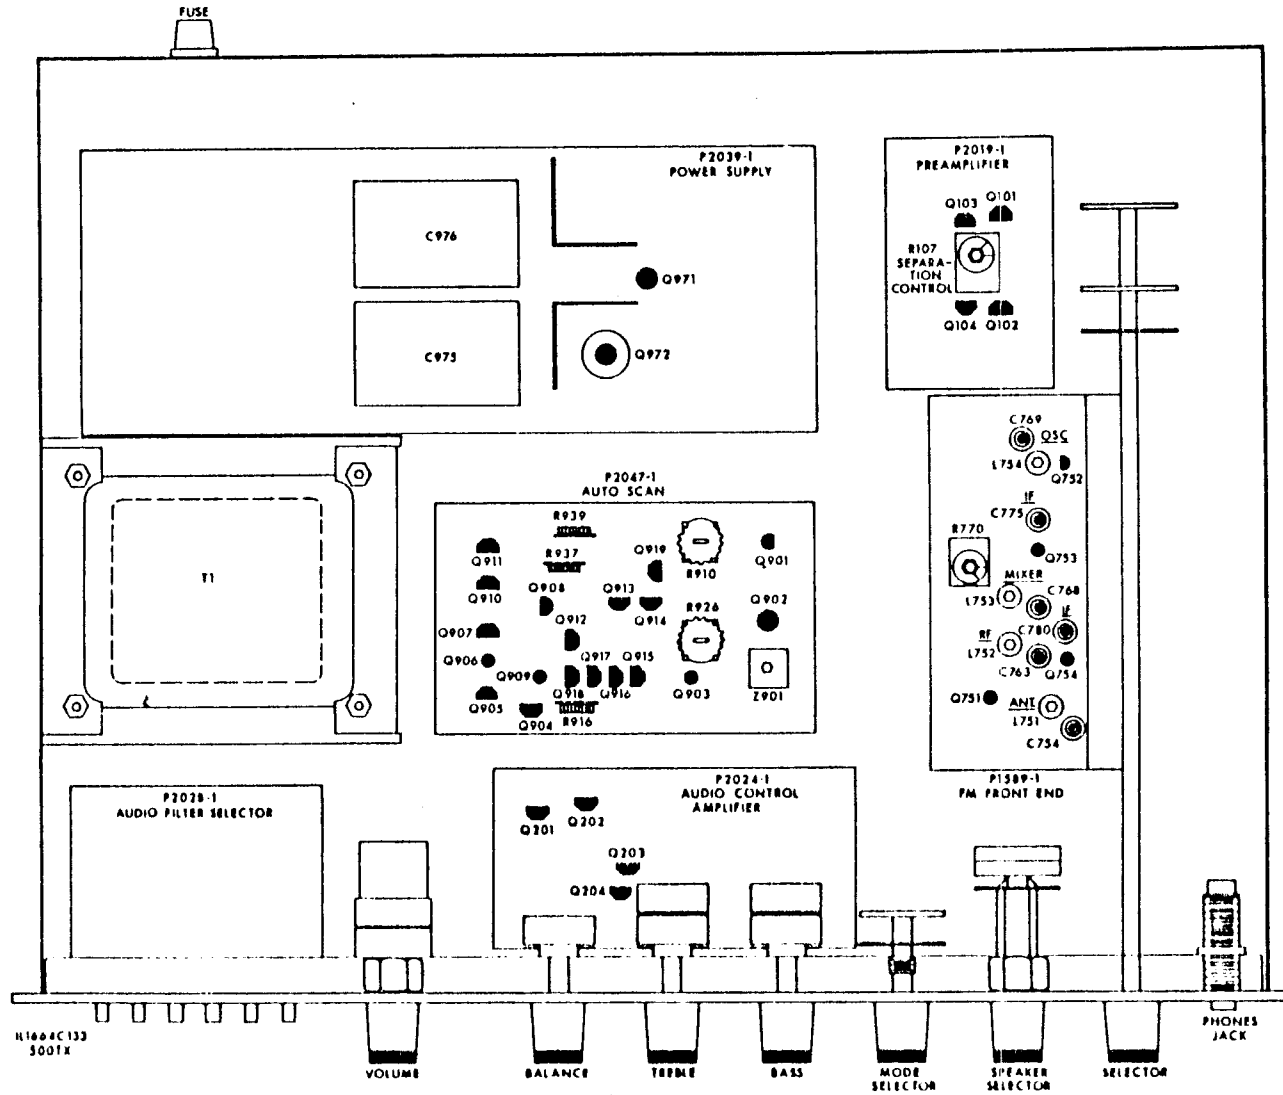 FUSE
P2039-1
POWER SUPPLY
C976
C975
Q971
Q972
P2019-1
PREAMPLIFIER
Q103
Q101
R107
SEPARA-
TION
CONTROL
Q104
Q102
C769
OSC
L754
Q752
IF
C775
R770
Q753
MIXER
L753
C768
IF
C780
RF
L752
C763
Q754
Q751
ANT
L751
C754
P1589-1
FM FRONT END
T1
P2047-1
AUTO SCAN
R939
Q911
R937
Q919
R910
Q901
Q910
Q908
Q913
Q914
R926
Q902
Q907
Q912
Q906
Q909
Q917
Q915
Q918
Q916
Q903
Z901
Q905
Q904
R916
P2028-1
AUDIO FILTER SELECTOR
P2024-1
AUDIO CONTROL
AMPLIFIER
Q201
Q202
Q203
Q204
IL1664C133
500TX
VOLUME
BALANCE
TREBLE
BASS
MODE
SELECTOR
SPEAKER
SELECTOR
SELECTOR
PHONES
JACK